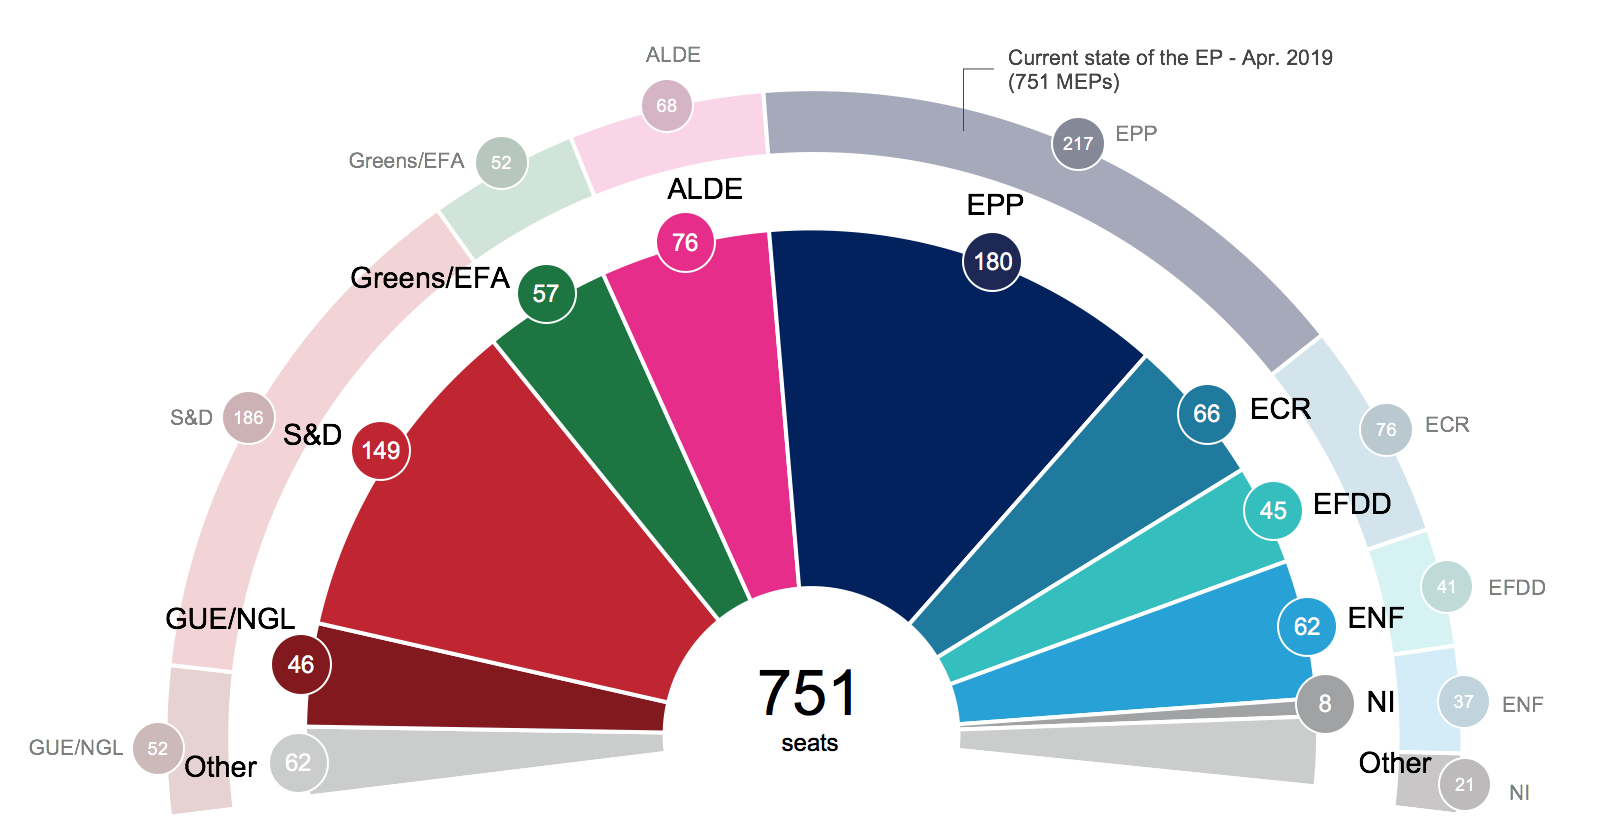 ALDE
68
Current state of the EP - Apr. 2019
(751 MEPs)
217
EPP
Greens/EFA
52
ALDE
76
EPP
180
Greens/EFA
57
S&D
186
S&D
149
66
ECR
76
ECR
45
EFDD
41
EFDD
GUE/NGL
46
62
ENF
751
seats
8
NI
37
ENF
GUE/NGL
52
Other
62
Other
21
NI